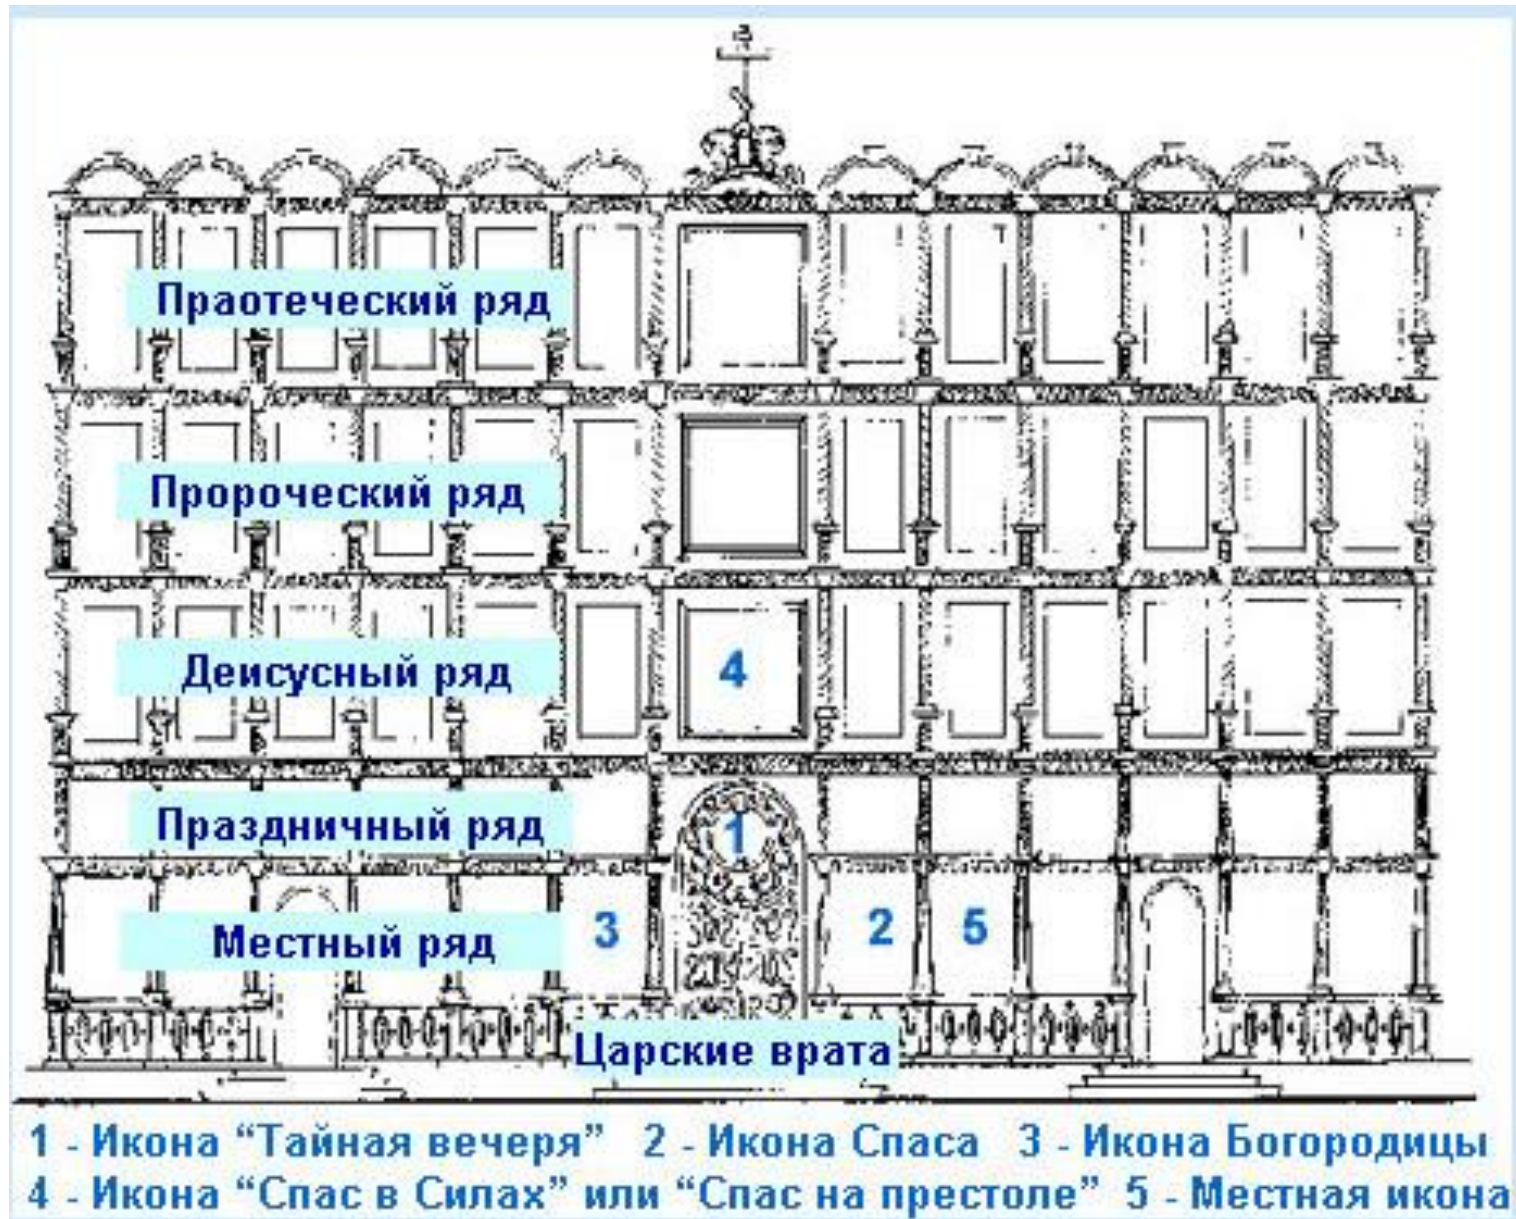 Праотеческий ряд
Пророческий ряд
4
Деисусный ряд
1
Праздничный ряд
3
2
5
Местный ряд
Царские врата
1 - Икона “Тайная вечеря” 2 - Икона Спаса 3 - Икона Богородицы
4 - Икона “Спас в Силах” или “Спас на престоле” 5 - Местная икона